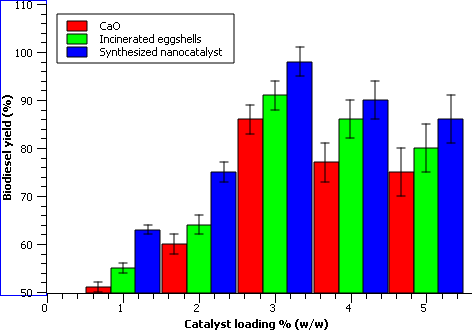 110
100
90
80
70
60
50
Biodiesel yield (%)
CaO
Incinerated eggshells
Synthesized nanocatalyst
0 1 2 3 4 5
Catalyst loading % (w/w)